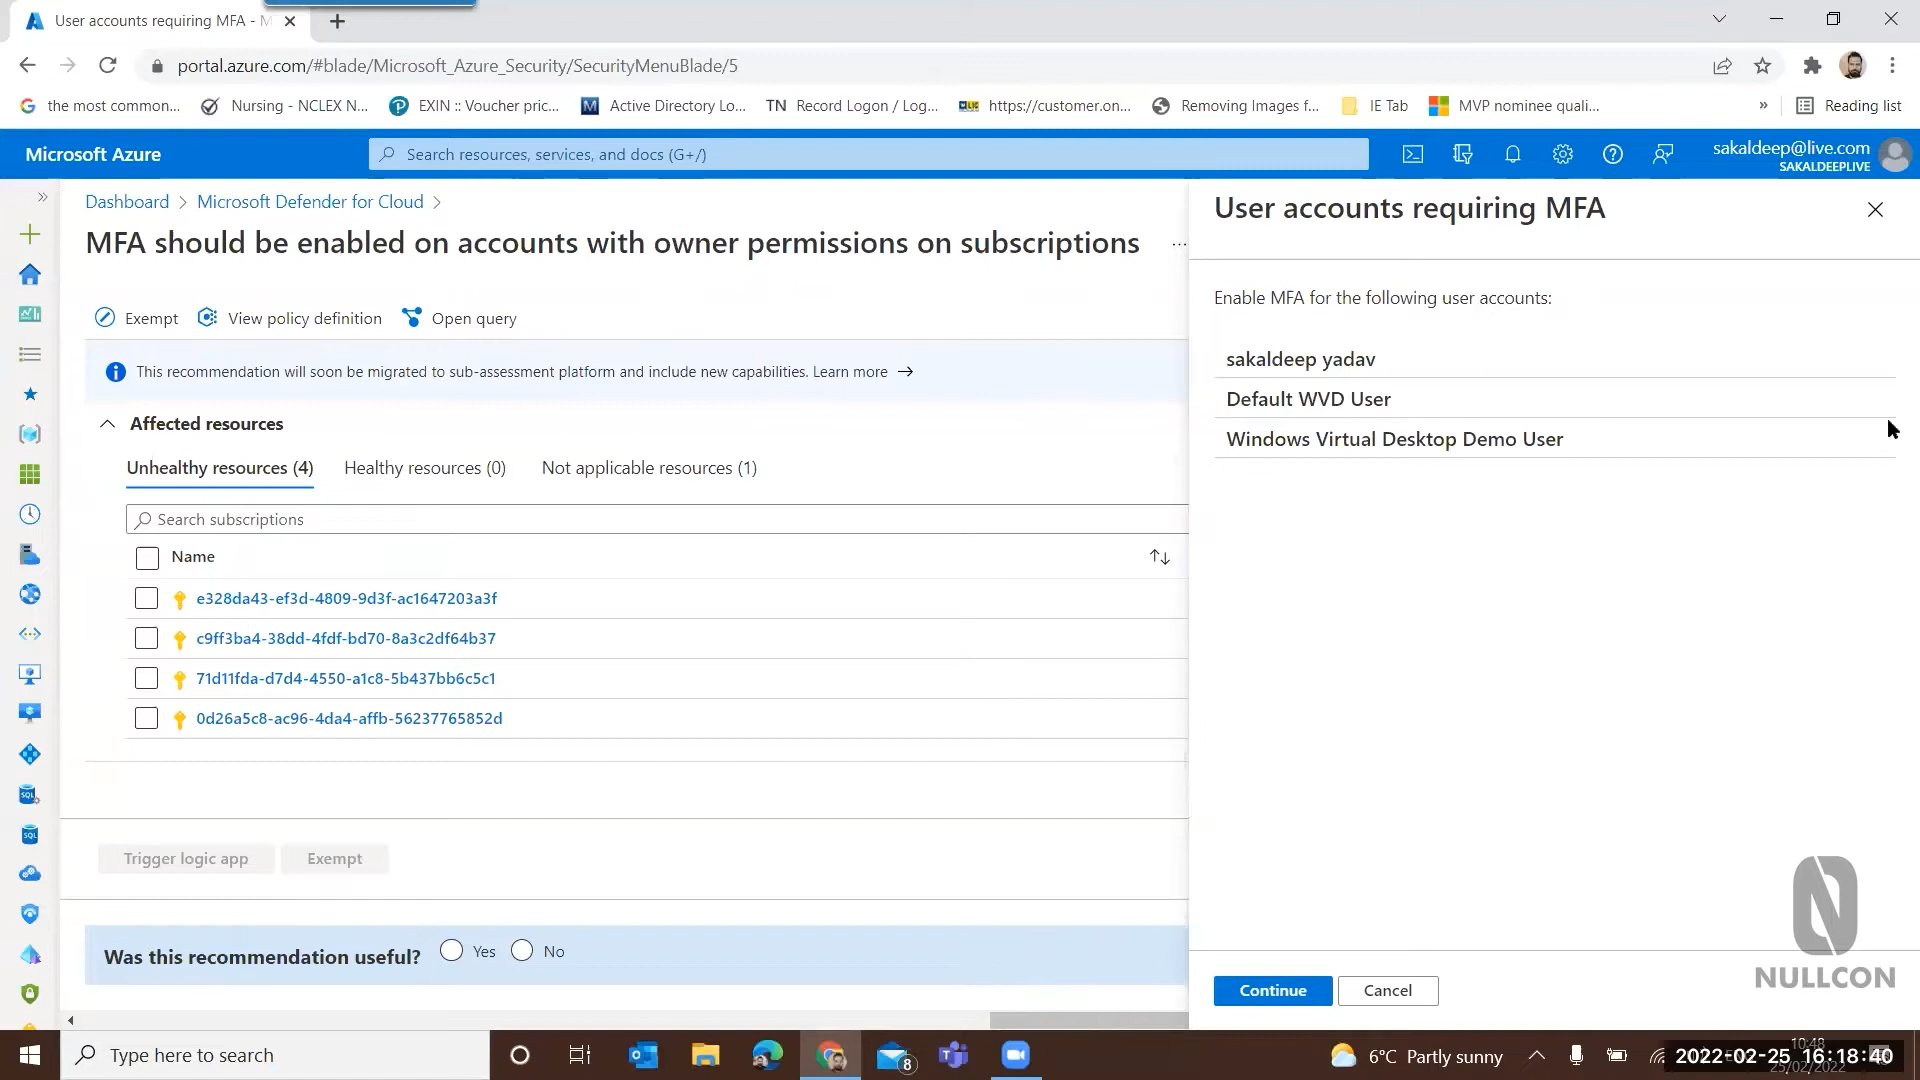 User accounts requiring MFA - M
portal.azure.com/#blade/Microsoft_Azure_Security/SecurityMenuBlade/5
the most common...
Nursing - NCLEX N...
EXIN :: Voucher pric...
Active Directory Lo...
TN Record Logon / Log...
https://customer.on...
Removing Images f...
IE Tab
MVP nominee quali...
»
Reading list
Microsoft Azure
Search resources, services, and docs (G+/)
sakaldeep@live.com
SAKALDEEPLIVE
Dashboard > Microsoft Defender for Cloud >
MFA should be enabled on accounts with owner permissions on subscriptions ...
Exempt
View policy definition
Open query
This recommendation will soon be migrated to sub-assessment platform and include new capabilities. Learn more →
Affected resources
Unhealthy resources (4)
Healthy resources (0)
Not applicable resources (1)
Search subscriptions
Name
e328da43-ef3d-4809-9d3f-ac1647203a3f
c9ff3ba4-38dd-4fdf-bd70-8a3c2df64b37
71d11fda-d7d4-4550-a1c8-5b437bb6c5c1
0d26a5c8-ac96-4da4-affb-56237765852d
Trigger logic app
Exempt
Was this recommendation useful?
Yes
No
User accounts requiring MFA
Enable MFA for the following user accounts:
sakaldeep yadav
Default WVD User
Windows Virtual Desktop Demo User
Continue
Cancel
NULLCON
Type here to search
8
6°C Partly sunny
10:48
2022-02-25 16:18:40
25/02/2022